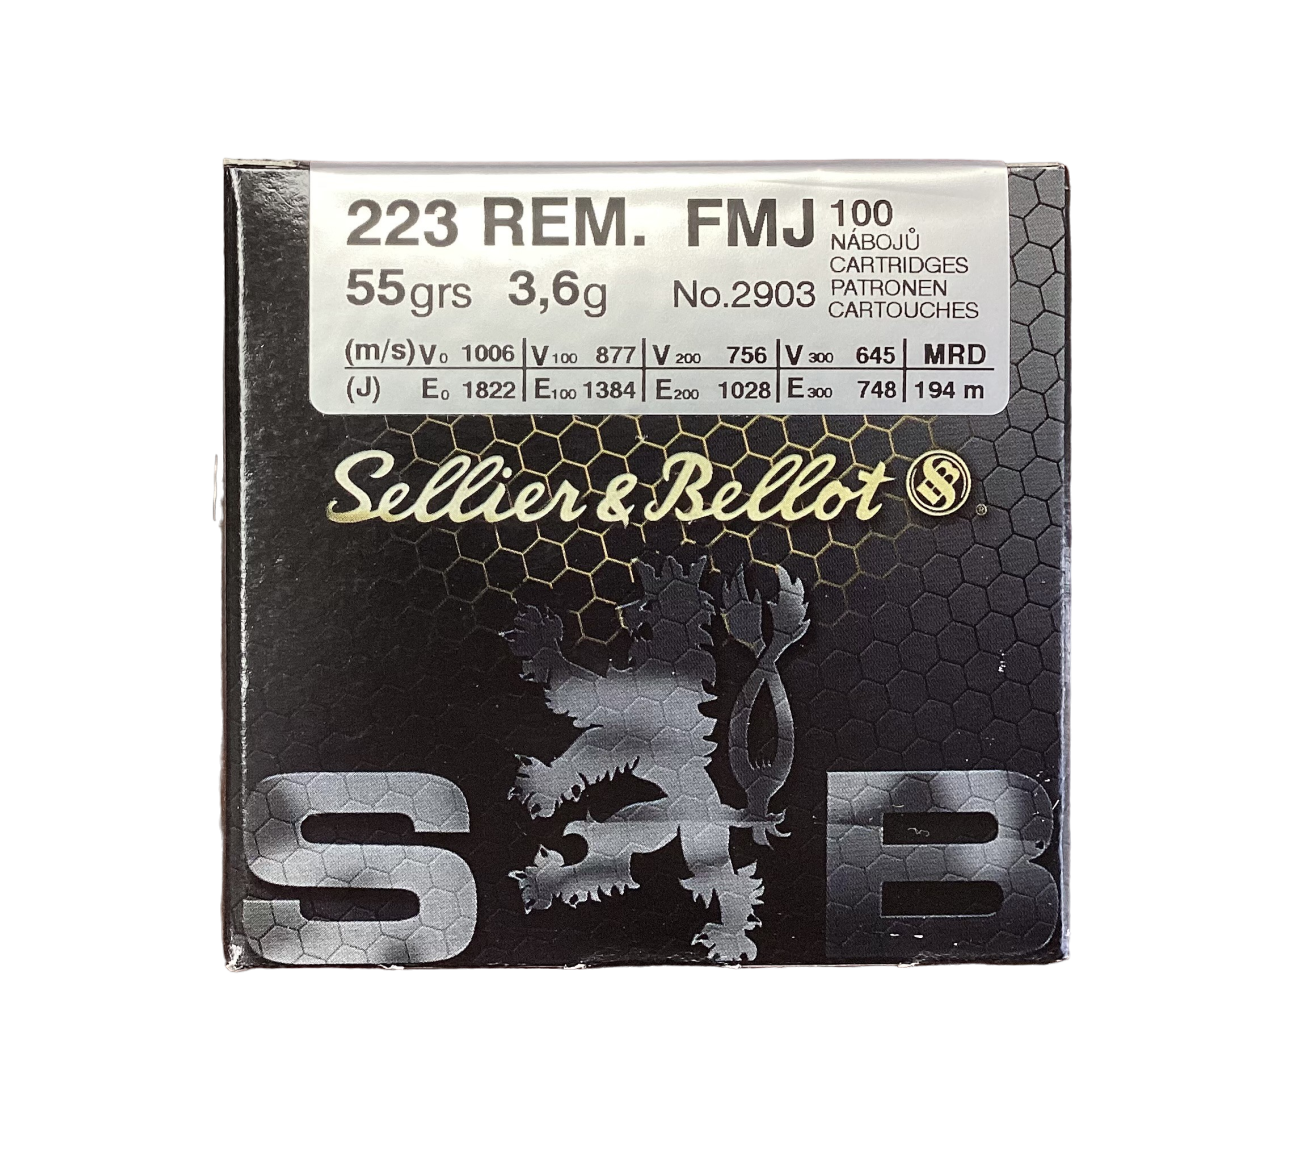 223 REM. FMJ 100
NÁBOJŮ
CARTRIDGES
55grs 3,6g No.2903 PATRONEN
CARTOUCHES
(m/s) V0 1006 V100 877 V200 756 V300 645 MRD
(J) E0 1822 E100 1384 E200 1028 E300 748 194 m
Sellier & Bellot SB ®
S B